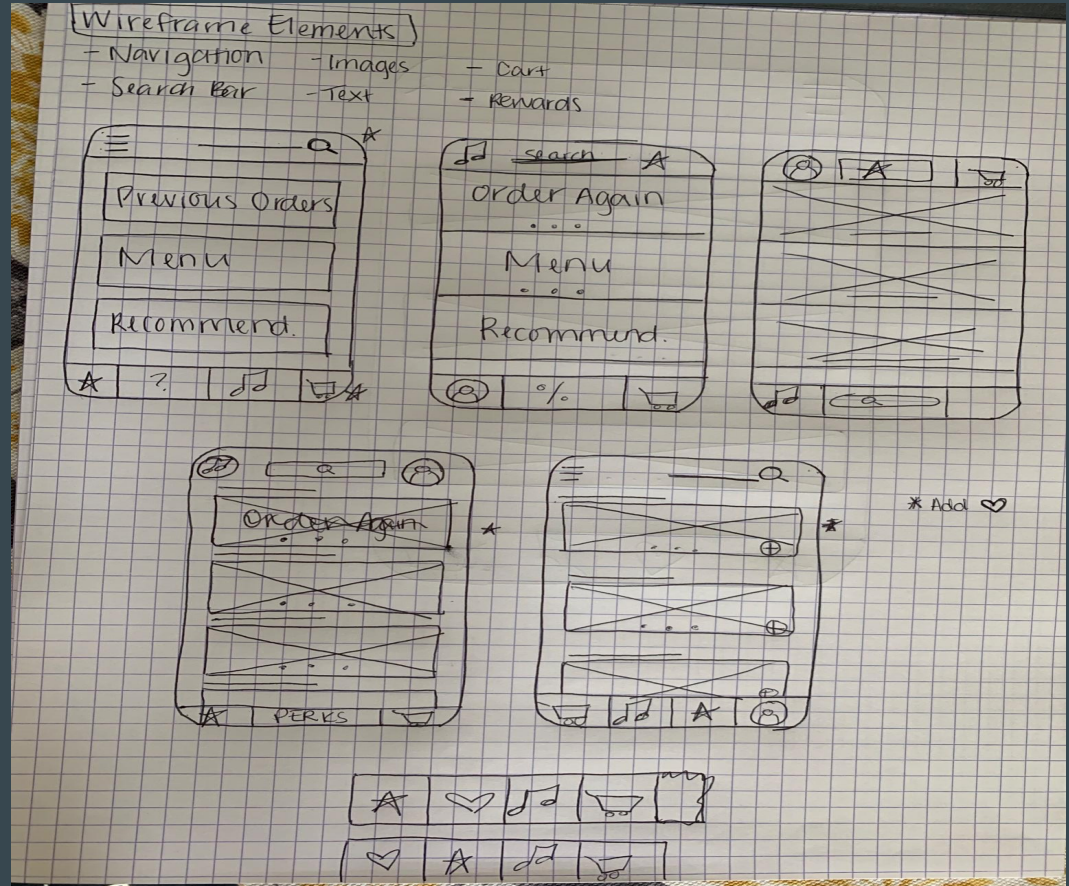 Wireframe Elements
- Navigation - Images - Cart
- Search Bar - Text - Rewards
Previous Orders
Menu
Recommend.
?
search
Order Again
Menu
Recommend.
%
Order Again
PERKS
* Add ♡